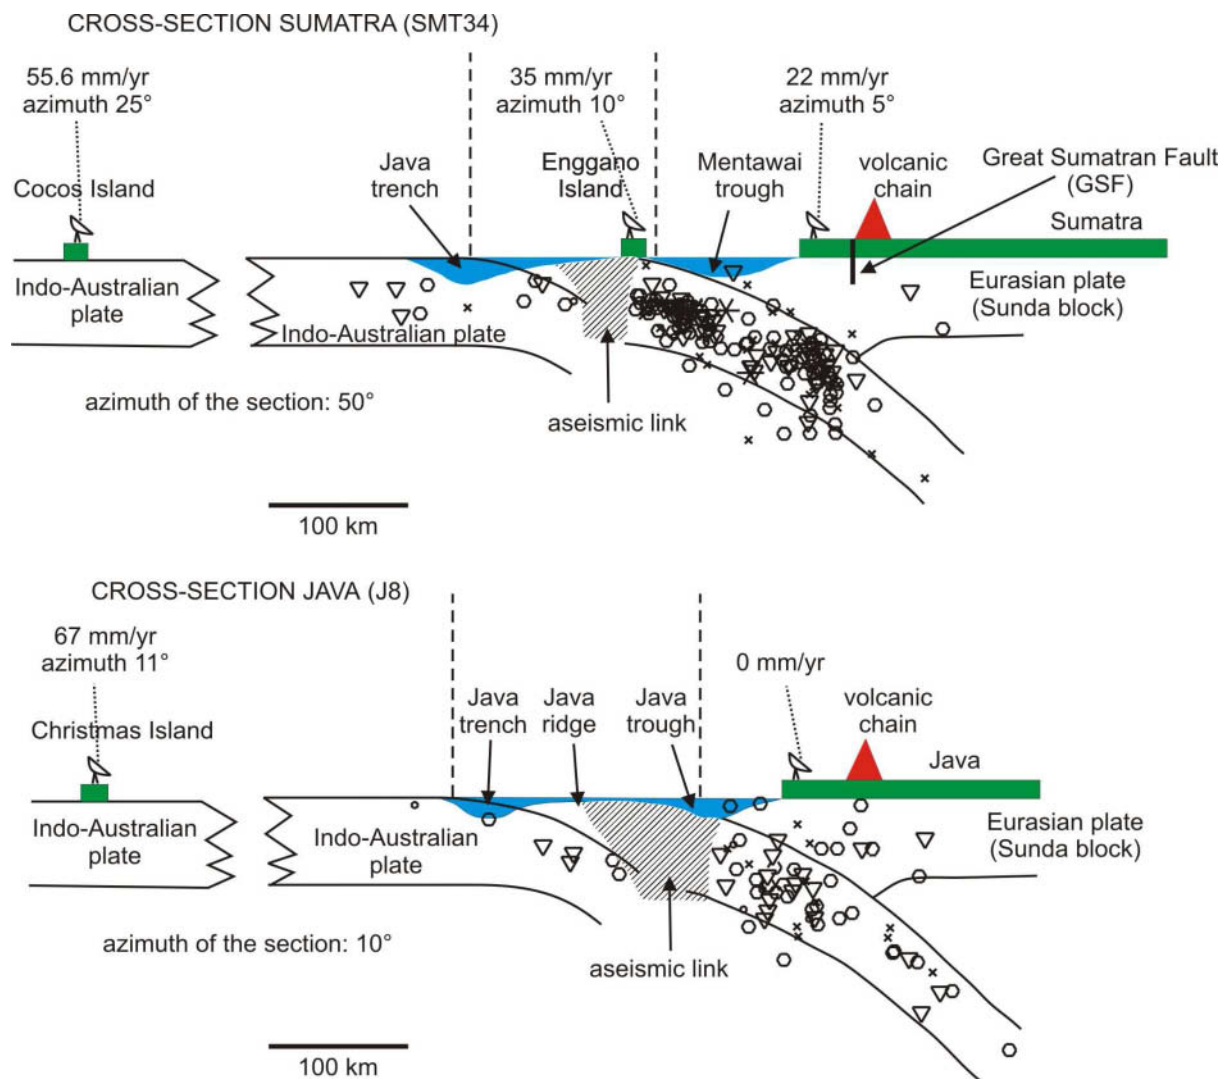 CROSS-SECTION SUMATRA (SMT34)
55.6 mm/yr
azimuth 25°
35 mm/yr
azimuth 10°
22 mm/yr
azimuth 5°
Cocos Island
Java
trench
Enggano
Island
Mentawai
trough
volcanic
chain
Great Sumatran Fault
(GSF)
Sumatra
Indo-Australian
plate
Indo-Australian plate
Eurasian plate
(Sunda block)
azimuth of the section: 50°
aseismic link
100 km
CROSS-SECTION JAVA (J8)
67 mm/yr
azimuth 11°
0 mm/yr
Christmas Island
Java
trench
Java
ridge
Java
trough
volcanic
chain
Java
Indo-Australian
plate
Indo-Australian
plate
Eurasian plate
(Sunda block)
azimuth of the section: 10°
aseismic link
100 km